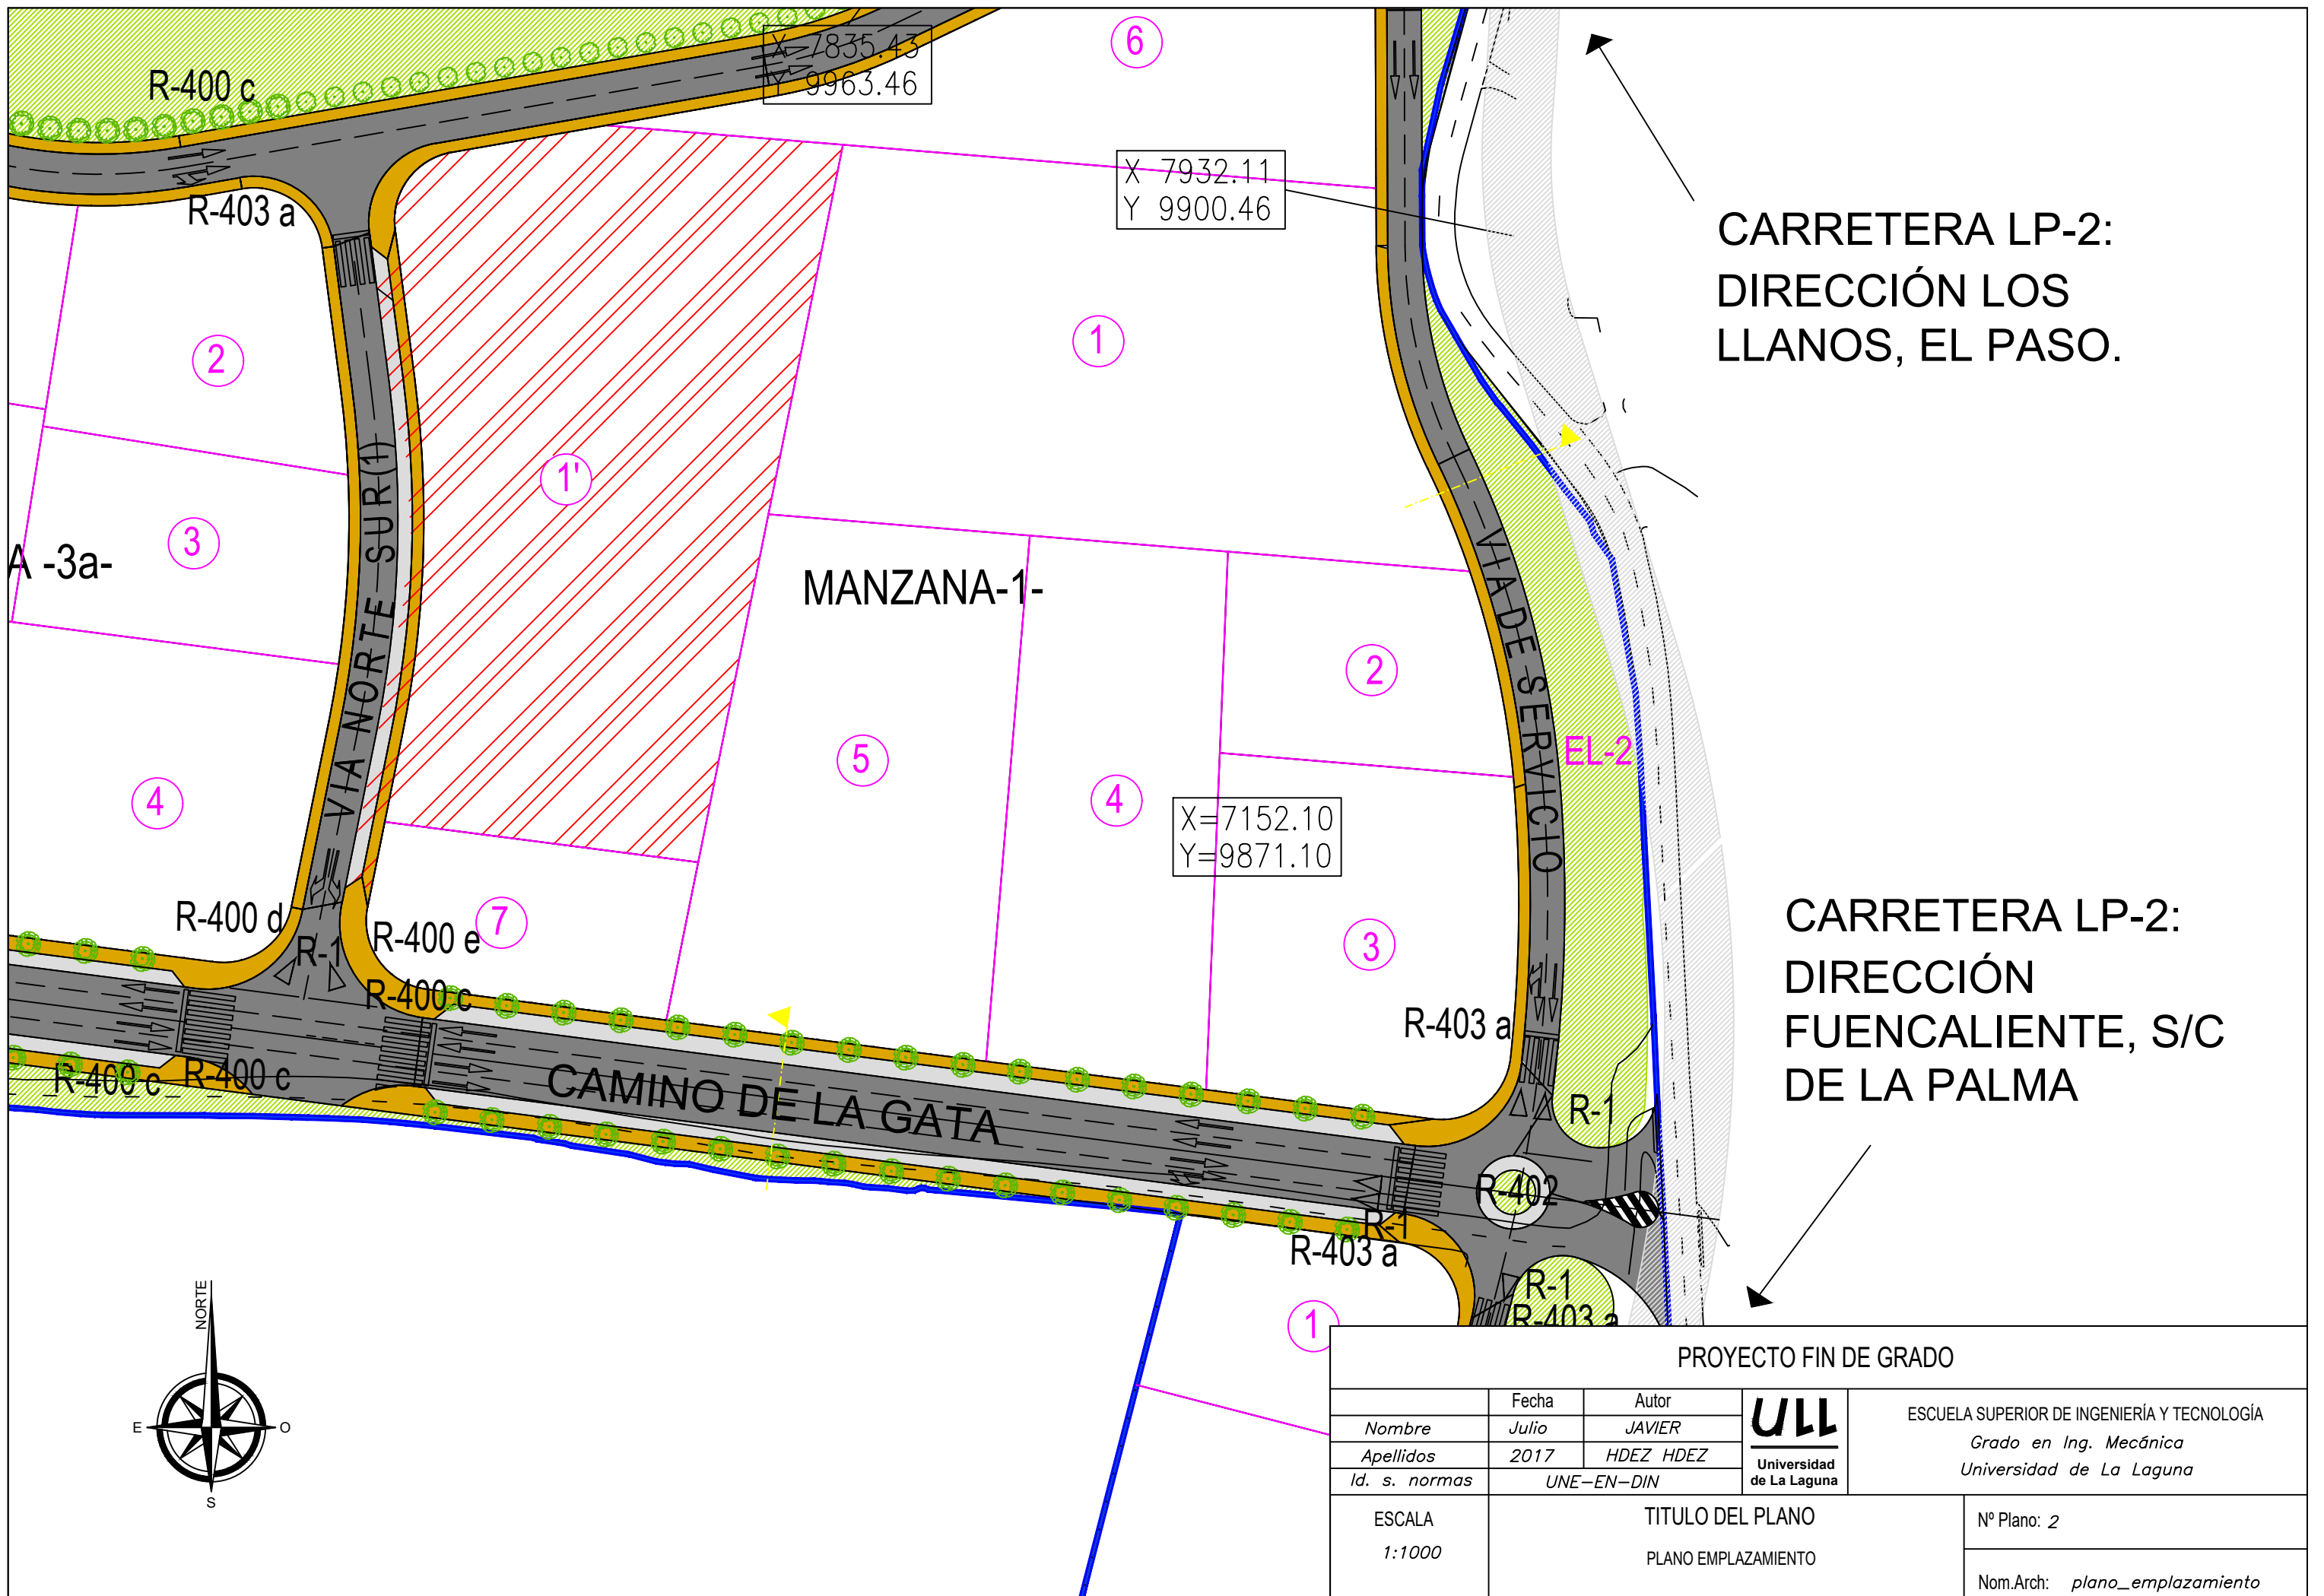 X 7835.43
Y 9963.46
6
R-400 c
X 7932.11
Y 9900.46
R-403 a
CARRETERA LP-2:
DIRECCIÓN LOS
LLANOS, EL PASO.
2
1
1'
3
A -3a-
MANZANA-1-
VIA NORTE SUR(1)
VIA DE SERVICIO
2
EL-2
5
4
4
X=7152.10
Y=9871.10
R-400 d
R-1
R-400 e
7
3
CARRETERA LP-2:
DIRECCIÓN
FUENCALIENTE, S/C
DE LA PALMA
R-400 c
R-403 a
R-400 c
R-400 c
CAMINO DE LA GATA
R-1
R-402
R-1
R-403 a
R-1
R-403 a
1
NORTE
E
O
S
PROYECTO FIN DE GRADO
Fecha
Autor
Nombre
Julio
JAVIER
Apellidos
2017
HDEZ HDEZ
Id. s. normas
UNE-EN-DIN
ULL
Universidad
de La Laguna
ESCUELA SUPERIOR DE INGENIERÍA Y TECNOLOGÍA
Grado en Ing. Mecánica
Universidad de La Laguna
ESCALA
1:1000
TITULO DEL PLANO
PLANO EMPLAZAMIENTO
Nº Plano: 2
Nom.Arch: plano_emplazamiento